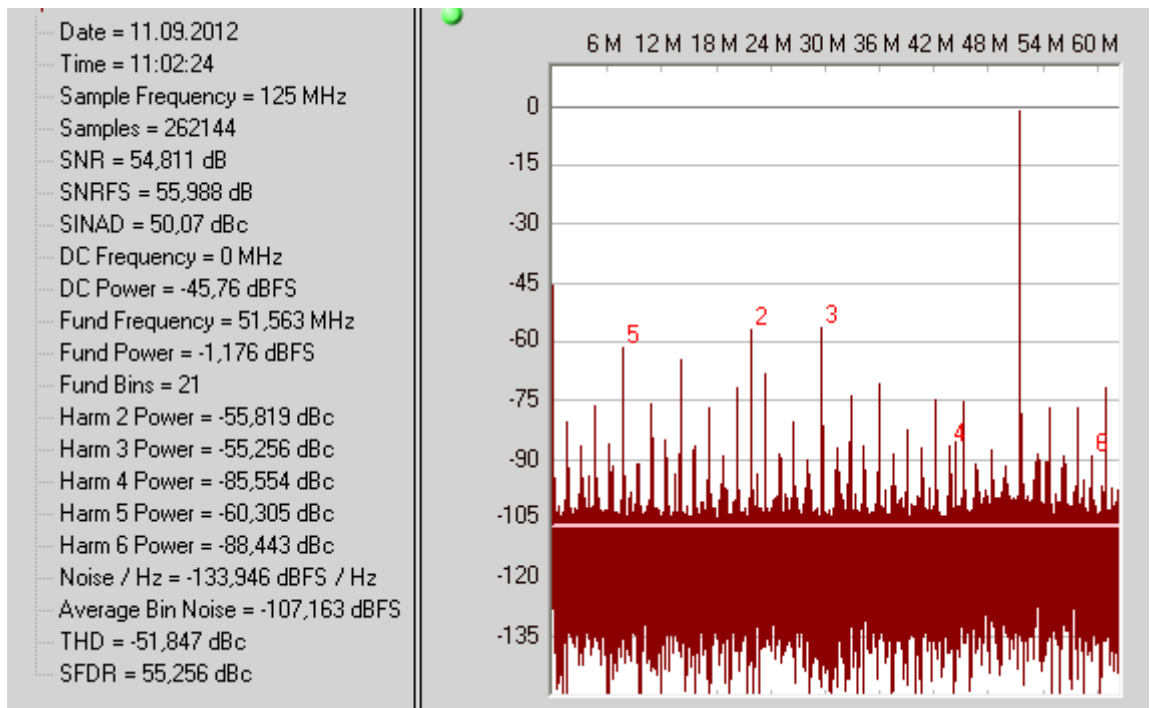 Date = 11.09.2012
Time = 11:02:24
Sample Frequency = 125 MHz
Samples = 262144
SNR = 54,811 dB
SNRFS = 55,988 dB
SINAD = 50,07 dBc
DC Frequency = 0 MHz
DC Power = -45,76 dBFS
Fund Frequency = 51,563 MHz
Fund Power = -1,176 dBFS
Fund Bins = 21
Harm 2 Power = -55,819 dBc
Harm 3 Power = -55,256 dBc
Harm 4 Power = -85,554 dBc
Harm 5 Power = -60,305 dBc
Harm 6 Power = -88,443 dBc
Noise / Hz = -133,946 dBFS / Hz
Average Bin Noise = -107,163 dBFS
THD = -51,847 dBc
SFDR = 55,256 dBc
6 M 12 M 18 M 24 M 30 M 36 M 42 M 48 M 54 M 60 M
0
-15
-30
-45
-60
-75
-90
-105
-120
-135
5
2
3
4
6